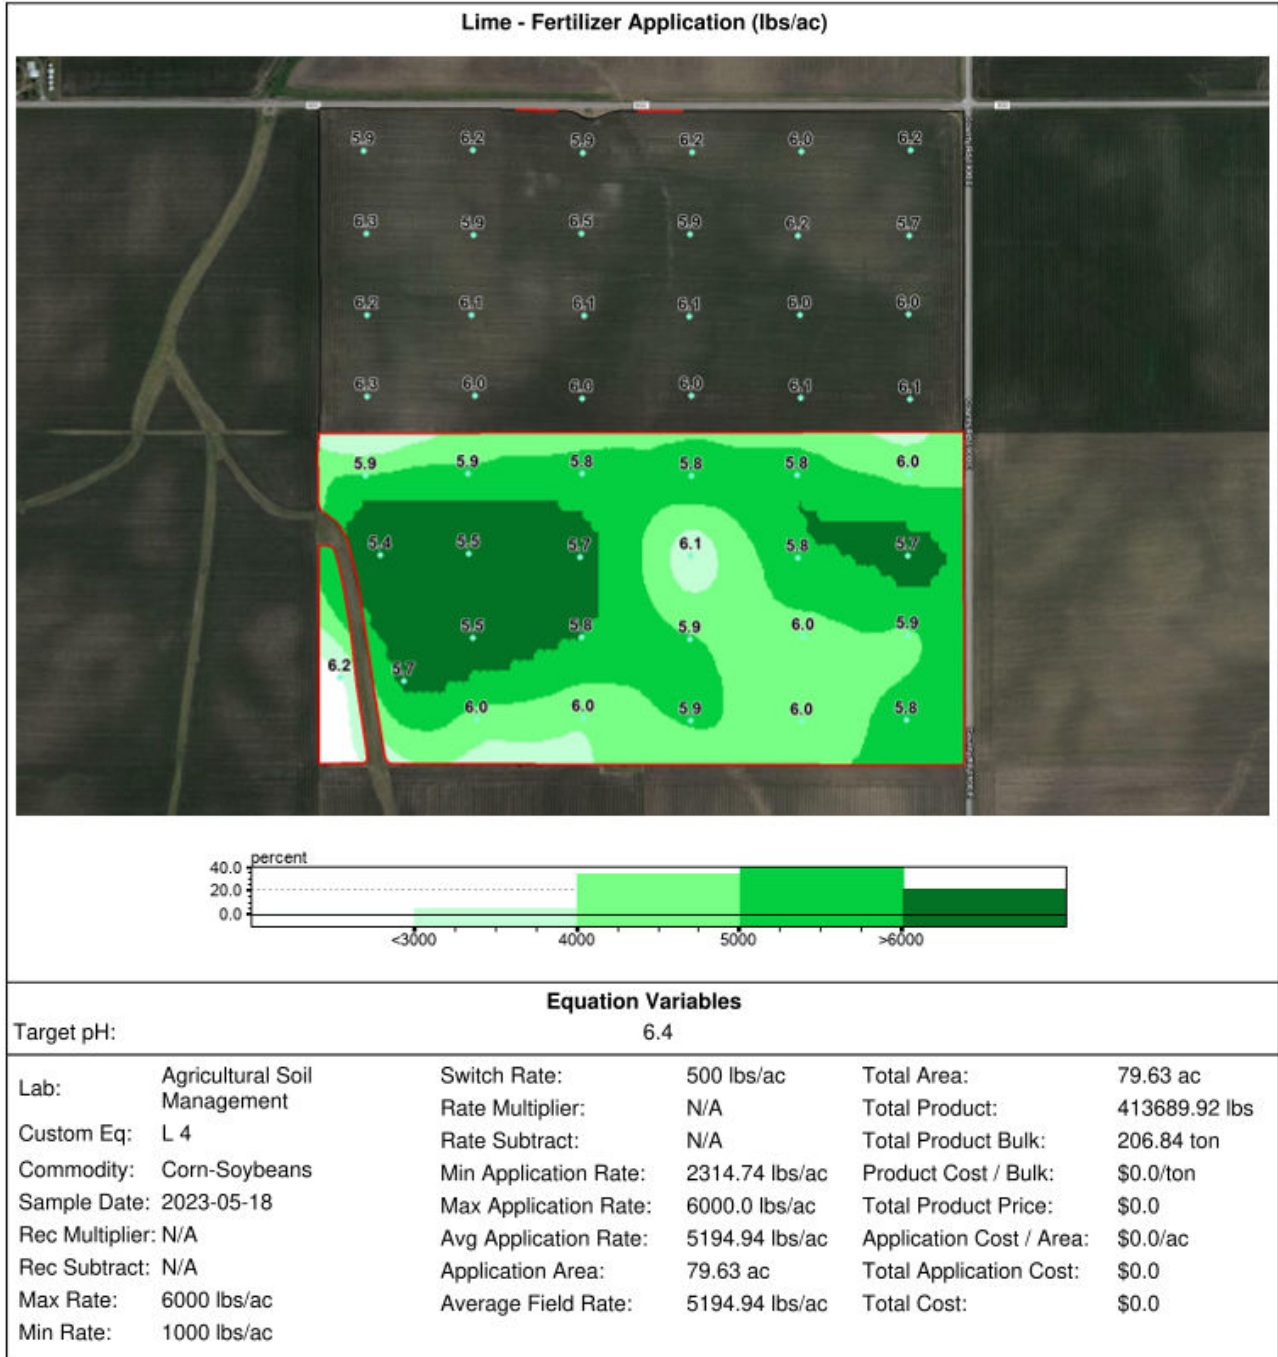 Lime - Fertilizer Application (lbs/ac)
5.9 6.2 5.9 6.2 6.0 6.2
6.3 5.9 6.5 5.9 6.2 5.7
6.2 6.1 6.1 6.1 6.0 6.0
6.3 6.0 6.0 6.0 6.1 6.1
5.9 5.9 5.8 5.8 5.8 6.0
5.4 5.5 5.7 6.1 5.8 5.7
5.5 5.8 5.9 6.0 5.9
6.2 5.7
6.0 6.0 5.9 6.0 5.8
percent
40.0
20.0
0.0
<3000 4000 5000 >6000
Equation Variables
Target pH: 6.4
Lab: Agricultural Soil
Management
Custom Eq: L 4
Commodity: Corn-Soybeans
Sample Date: 2023-05-18
Rec Multiplier: N/A
Rec Subtract: N/A
Max Rate: 6000 lbs/ac
Min Rate: 1000 lbs/ac
Switch Rate: 500 lbs/ac
Rate Multiplier: N/A
Rate Subtract: N/A
Min Application Rate: 2314.74 lbs/ac
Max Application Rate: 6000.0 lbs/ac
Avg Application Rate: 5194.94 lbs/ac
Application Area: 79.63 ac
Average Field Rate: 5194.94 lbs/ac
Total Area: 79.63 ac
Total Product: 413689.92 lbs
Total Product Bulk: 206.84 ton
Product Cost / Bulk: $0.0/ton
Total Product Price: $0.0
Application Cost / Area: $0.0/ac
Total Application Cost: $0.0
Total Cost: $0.0